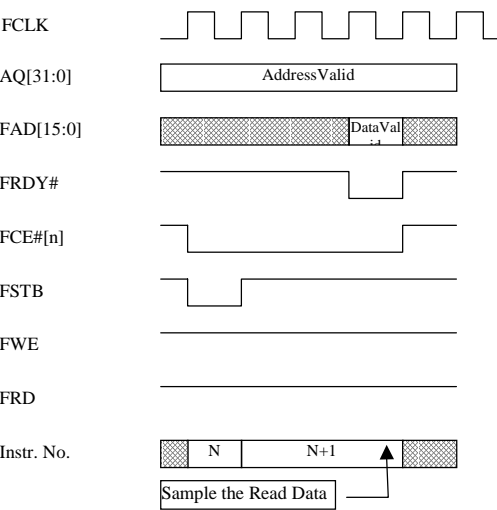 FCLK
AQ[31:0] AddressValid
FAD[15:0] DataVal
id
FRDY#
FCE#[n]
FSTB
FWE
FRD
Instr. No. N N+1
Sample the Read Data